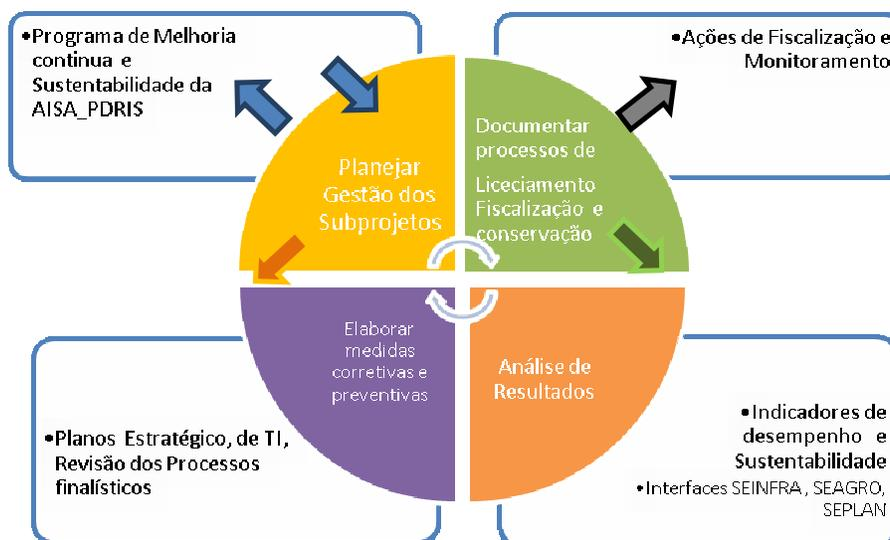 •Programa de Melhoria
continua e
Sustentabilidade da
AISA_PDRIS
•Ações de Fiscalização e
Monitoramento
Planejar
Gestão dos
Subprojetos
Documentar
processos de
Liceciamento
Fiscalização e
conservação
Elaborar
medidas
corretivas e
preventivas
Análise de
Resultados
•Planos Estratégico, de TI,
Revisão dos Processos
finalísticos
•Indicadores de
desempenho e
Sustentabilidade
•Interfaces SEINFRA, SEAGRO,
SEPLAN